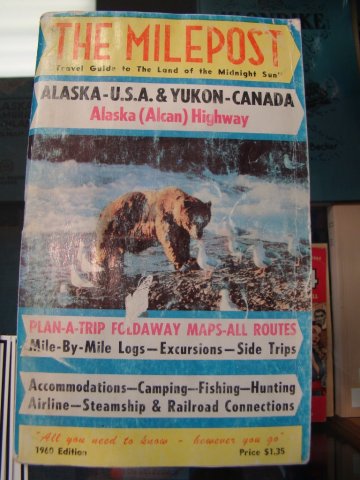 THE MILEPOST
"Travel Guide to The Land of the Midnight Sun"
ALASKA-U.S.A. & YUKON-CANADA
Alaska (Alcan) Highway
PLAN-A-TRIP FOLDAWAY MAPS-ALL ROUTES
Mile-By-Mile Logs—Excursions—Side Trips
Accommodations—Camping—Fishing—Hunting
Airline—Steamship & Railroad Connections
"All you need to know - however you go"
1960 Edition Price $1.35